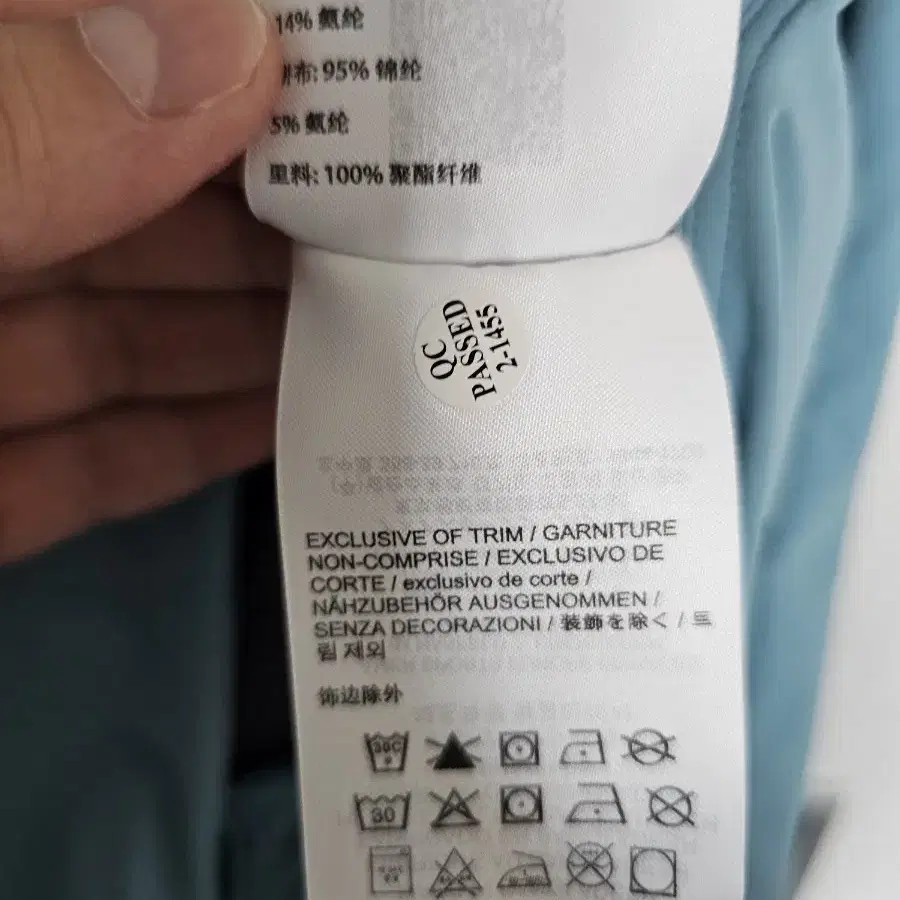 14% 氨纶
布: 95% 锦纶
5% 氨纶
里料: 100% 聚酯纤维
QC
PASSED
2-1455
EXCLUSIVE OF TRIM / GARNITURE
NON-COMPRISE / EXCLUSIVO DE
CORTE / exclusivo de corte /
NÄHZUBEHÖR AUSGENOMMEN /
SENZA DECORAZIONI / 装飾を除く / 트
림 제외
饰边除外
30C
30